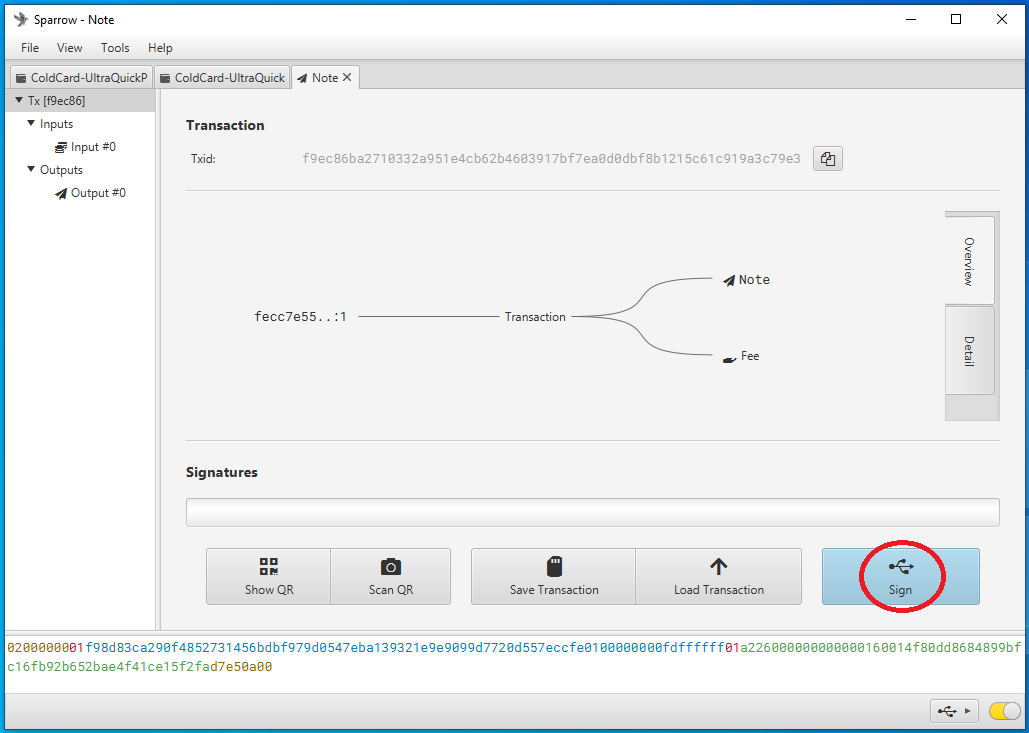 Sparrow - Note
File View Tools Help
ColdCard-UltraQuickP ColdCard-UltraQuick Note
Tx [f9ec86]
Inputs
Input #0
Outputs
Output #0
Transaction
Txid: f9ec86ba2710332a951e4cb62b4603917bf7ea0d0dbf8b1215c61c919a3c79e3
Overview
Detail
fecc7e55..:1
Transaction
Note
Fee
Signatures
Show QR Scan QR Save Transaction Load Transaction Sign
0200000001f98d83ca290f4852731456bdbf979d0547eba139321e9e9099d7720d557eccfe0100000000fdffffff01a226000000000000160014f80dd8684899bf
c16fb92b652bae4f41ce15f2fad7e50a00